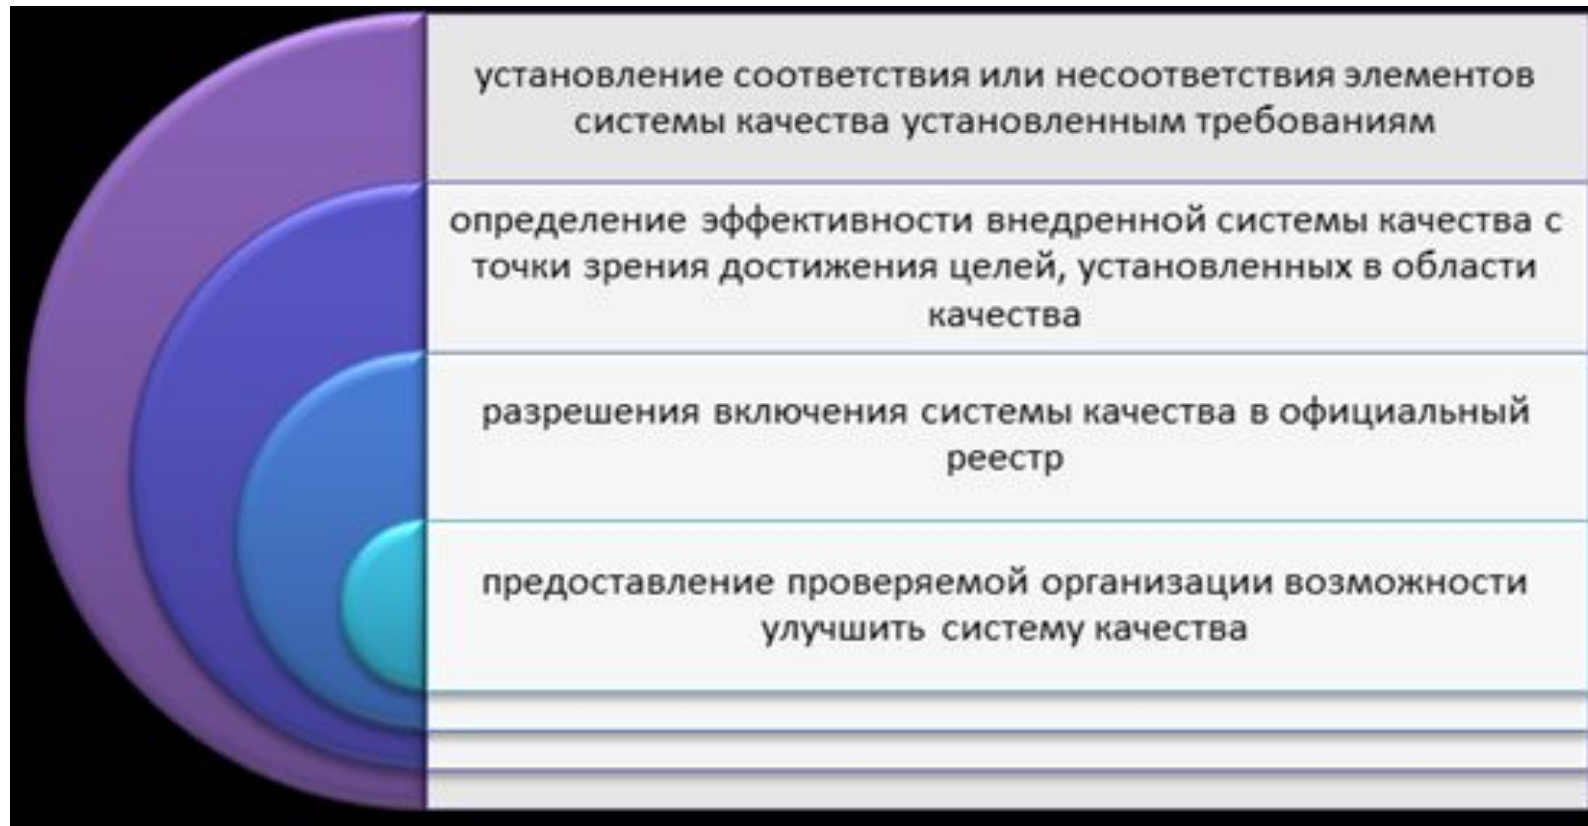 установление соответствия или несоответствия элементов
системы качества установленным требованиям
определение эффективности внедренной системы качества с
точки зрения достижения целей, установленных в области
качества
разрешения включения системы качества в официальный
реестр
предоставление проверяемой организации возможности
улучшить систему качества